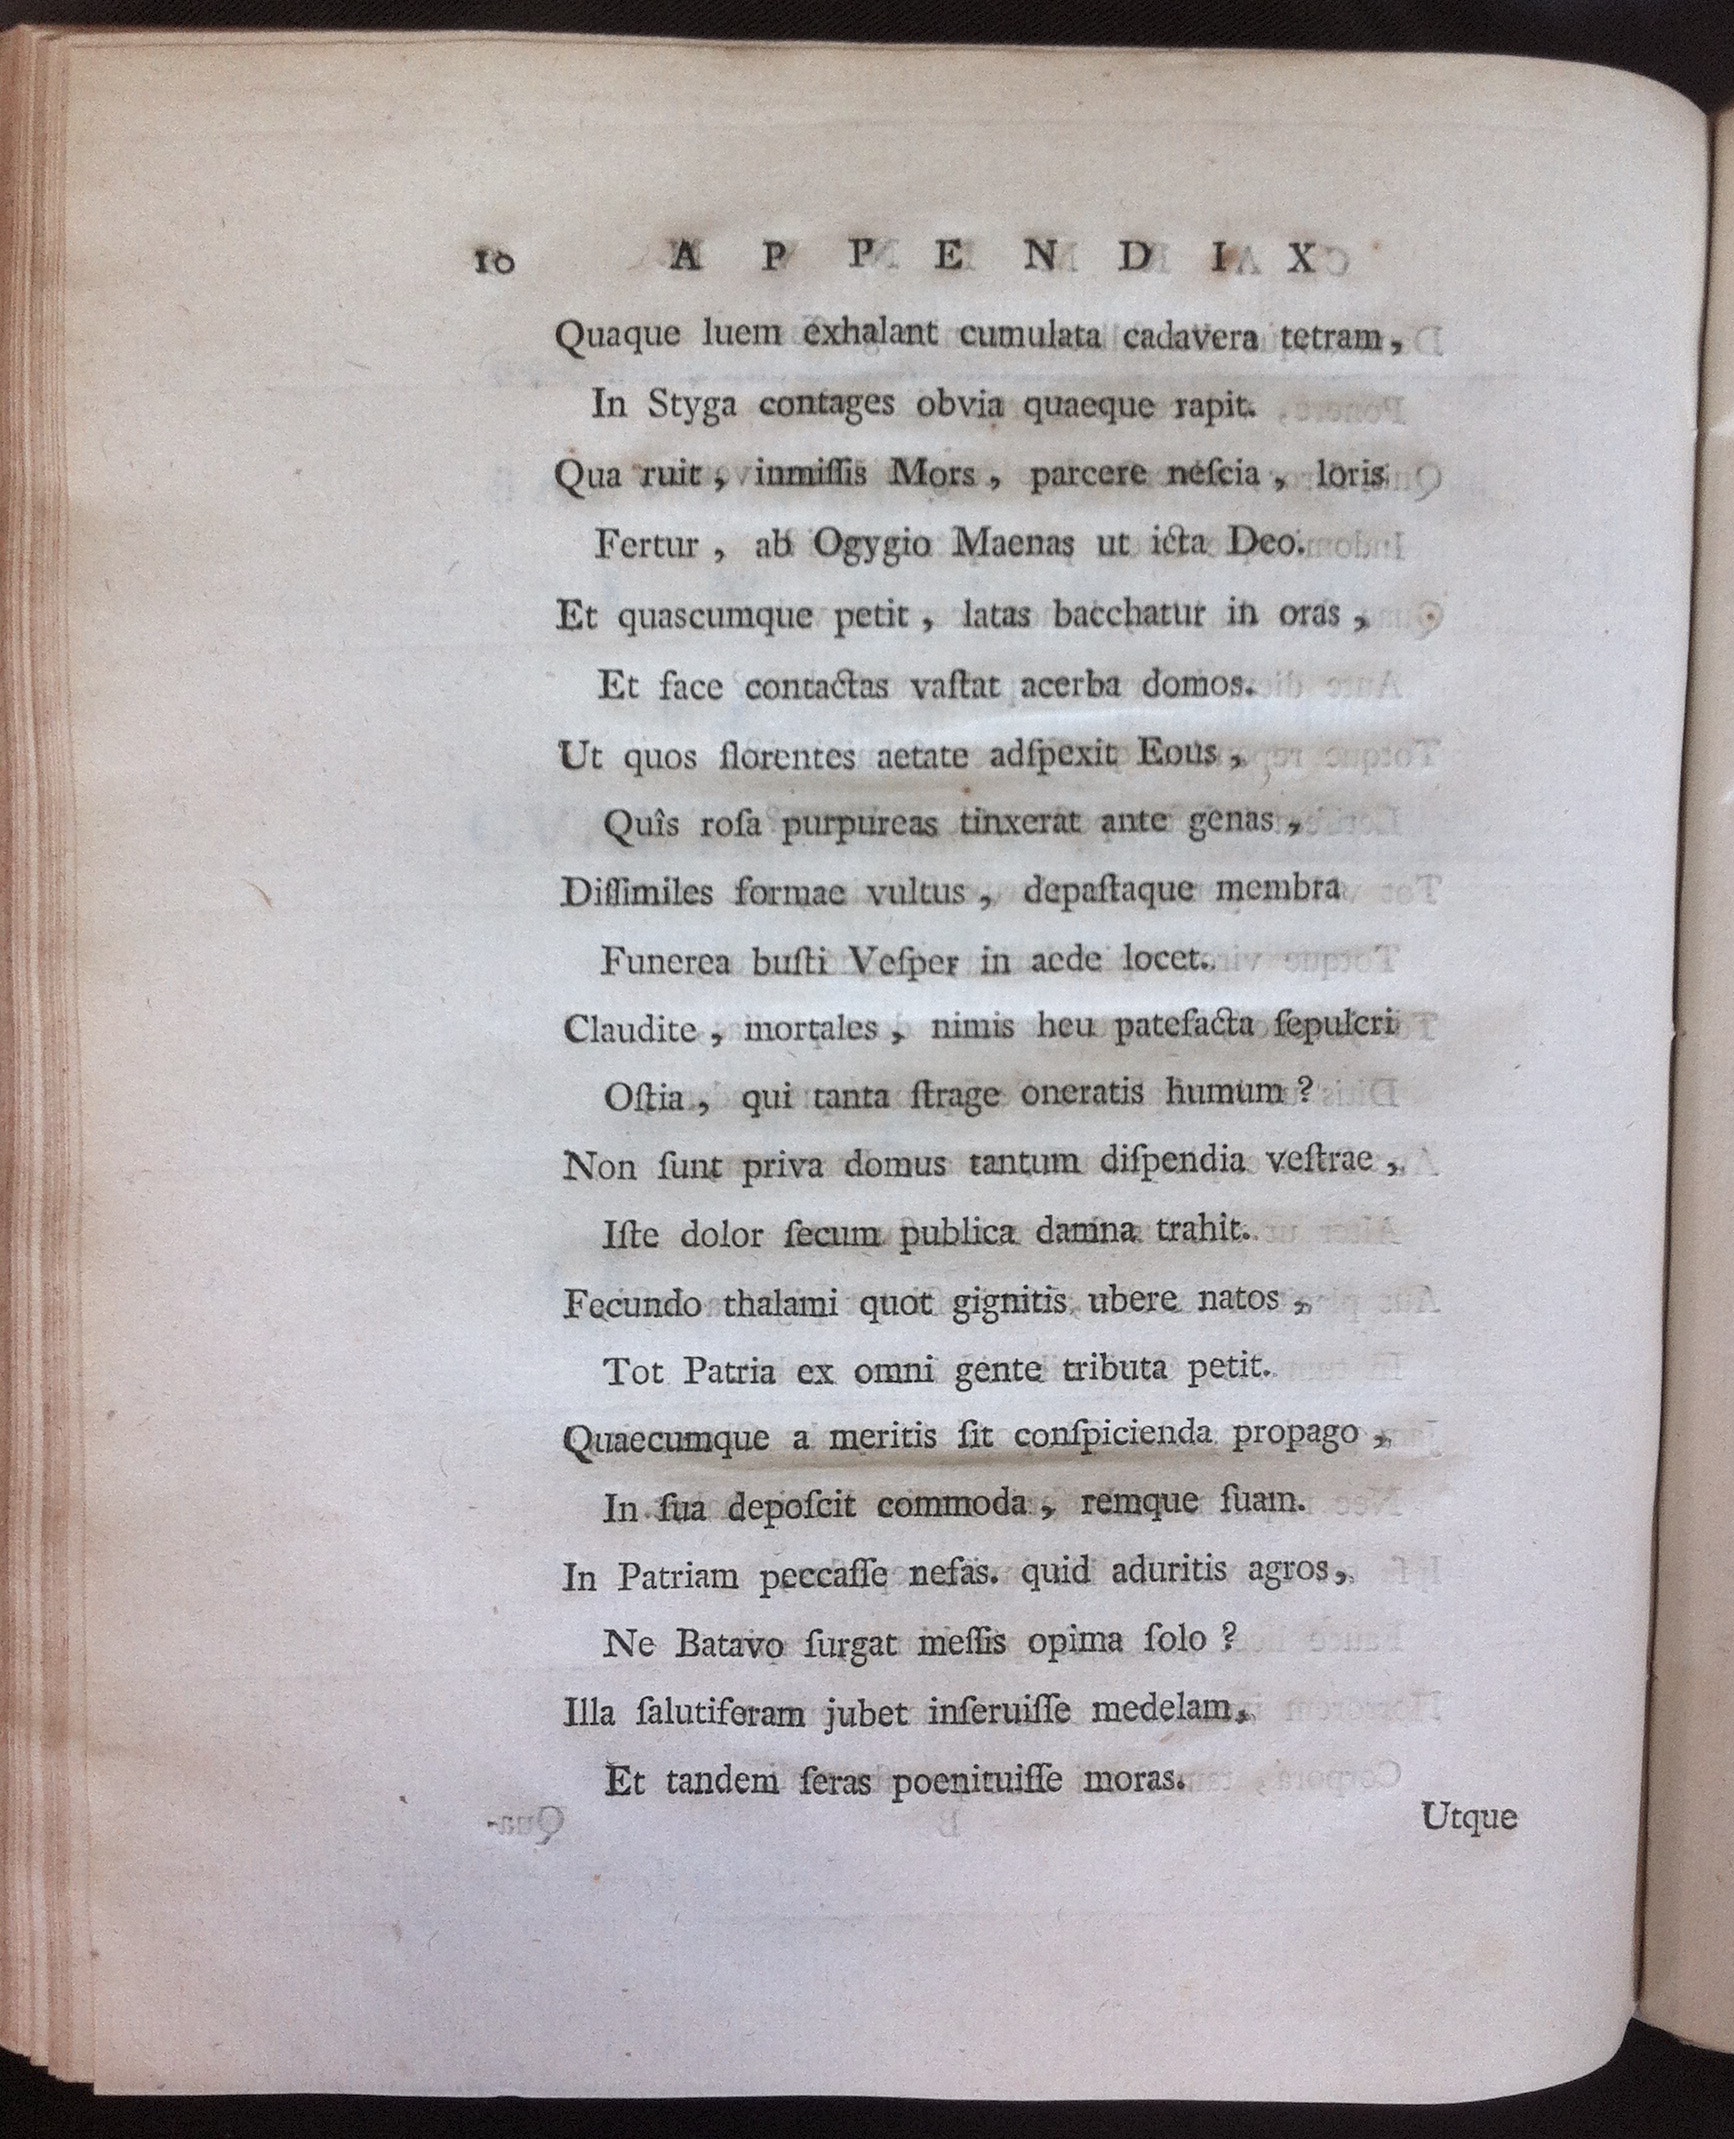 10 APPENDIX
Quaque luem exhalant cumulata cadavera tetram,
In Styga contages obvia quaeque rapit.
Qua ruit, inmiſſis Mors, parcere neſcia, loris
Fertur, ab Ogygio Maenas ut icta Deo.
Et quascumque petit, latas bacchatur in oras,
Et face contactas vaſtat acerba domos.
Ut quos florentes aetate adſpexit Eous,
Quîs roſa purpureas tinxerat ante genas,
Diſſimiles formae vultus, depaſtaque membra
Funerea buſti Veſper in aede locet.
Claudite, mortales, nimis heu patefacta ſepulcri
Oſtia, qui tanta ſtrage oneratis humum?
Non ſunt priva domus tantum diſpendia veſtrae,
Iſte dolor ſecum publica damna trahit.
Fecundo thalami quot gignitis ubere natos,
Tot Patria ex omni gente tributa petit.
Quaecumque a meritis ſit conſpicienda propago,
In ſua depoſcit commoda, remque ſuam.
In Patriam peccaſſe nefas. quid aduritis agros,
Ne Batavo ſurgat meſſis opima ſolo?
Illa ſalutiferam jubet inſeruiſſe medelam,
Et tandem ſeras poenituiſſe moras.
Utque